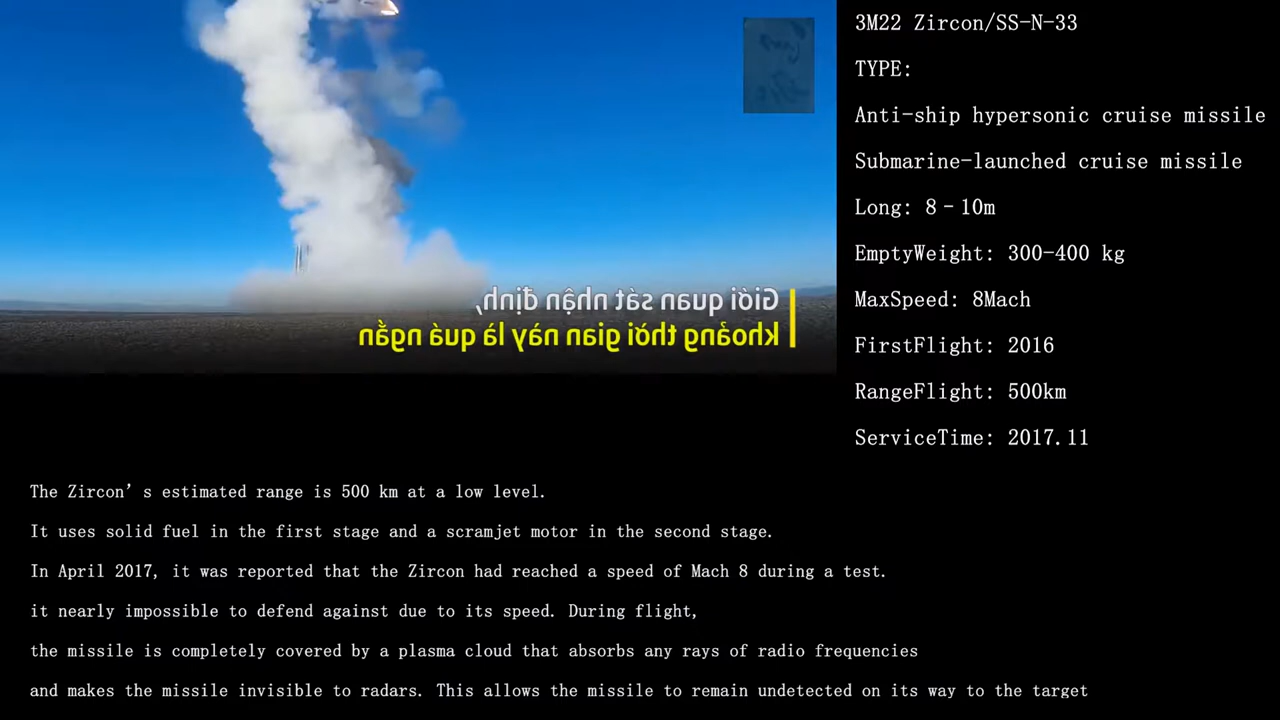 3M22 Zircon/SS-N-33
TYPE:
Anti-ship hypersonic cruise missile
Submarine-launched cruise missile
Long: 8–10m
EmptyWeight: 300-400 kg
MaxSpeed: 8Mach
FirstFlight: 2016
RangeFlight: 500km
ServiceTime: 2017.11
Giới quan sát nhận định,
khoảng thời gian này là quá ngắn
The Zircon’s estimated range is 500 km at a low level.
It uses solid fuel in the first stage and a scramjet motor in the second stage.
In April 2017, it was reported that the Zircon had reached a speed of Mach 8 during a test.
it nearly impossible to defend against due to its speed. During flight,
the missile is completely covered by a plasma cloud that absorbs any rays of radio frequencies
and makes the missile invisible to radars. This allows the missile to remain undetected on its way to the target